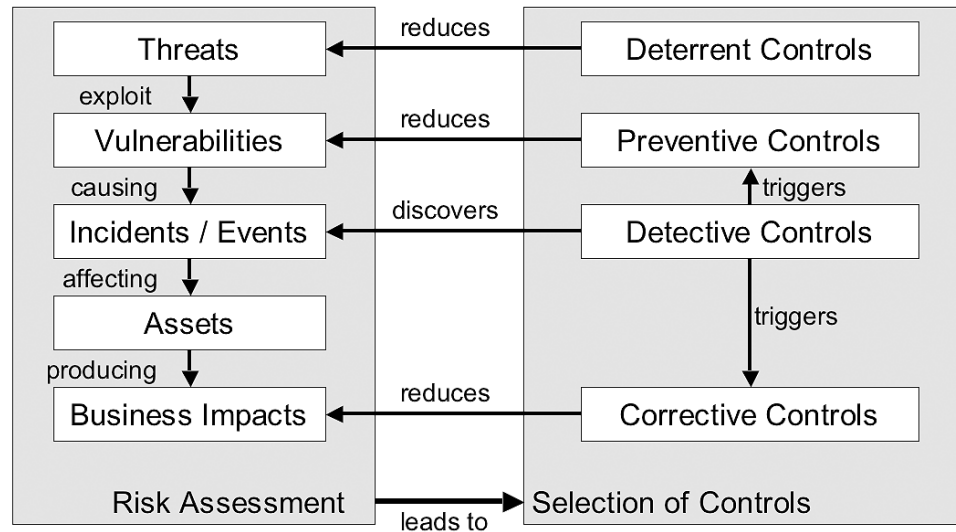 Threats
reduces
Deterrent Controls
exploit
Vulnerabilities
reduces
Preventive Controls
causing
triggers
Incidents / Events
discovers
Detective Controls
affecting
Assets
triggers
producing
Business Impacts
reduces
Corrective Controls
Risk Assessment
leads to
Selection of Controls